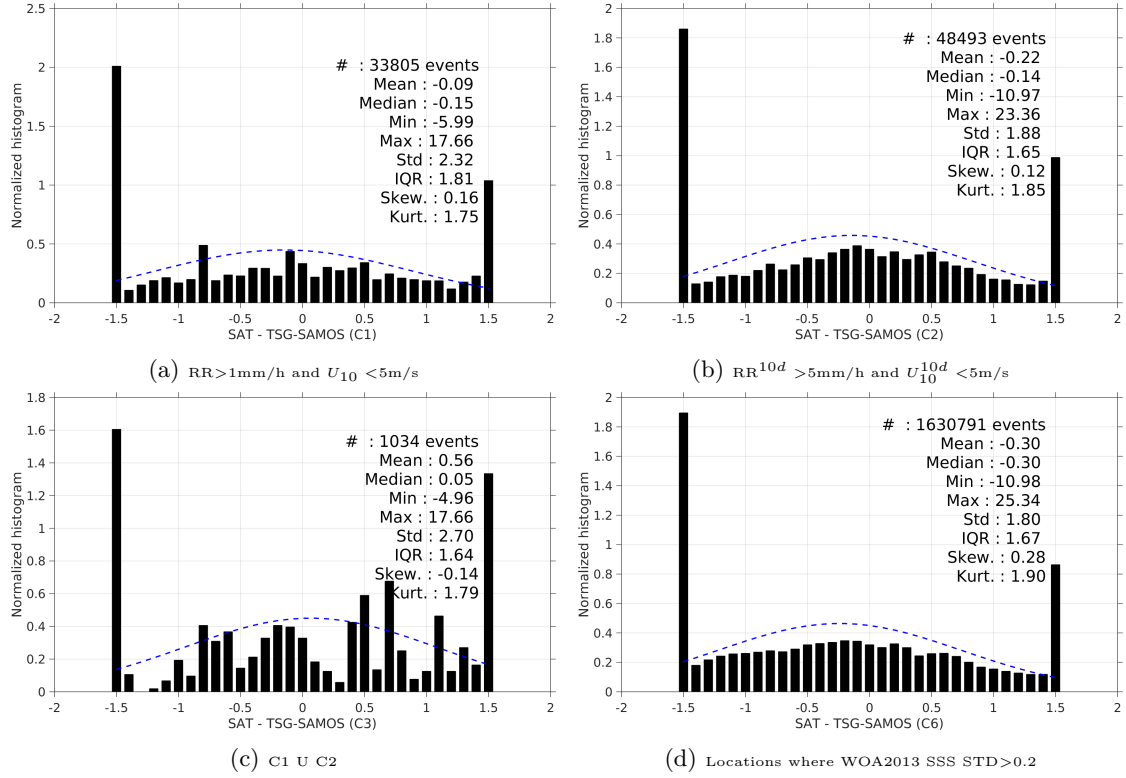 2.5
2
1.5
1
0.5
0
Normalized histogram
# : 33805 events
Mean : -0.09
Median : -0.15
Min : -5.99
Max : 17.66
Std : 2.32
IQR : 1.81
Skew. : 0.16
Kurt. : 1.75
-2 -1.5 -1 -0.5 0 0.5 1 1.5 2
SAT - TSG-SAMOS (C1)
(a) RR>1mm/h and U10 <5m/s
2
1.8
1.6
1.4
1.2
1
0.8
0.6
0.4
0.2
0
Normalized histogram
# : 48493 events
Mean : -0.22
Median : -0.14
Min : -10.97
Max : 23.36
Std : 1.88
IQR : 1.65
Skew. : 0.12
Kurt. : 1.85
-2 -1.5 -1 -0.5 0 0.5 1 1.5 2
SAT - TSG-SAMOS (C2)
(b) RR^10d >5mm/h and U_10^10d <5m/s
1.8
1.6
1.4
1.2
1
0.8
0.6
0.4
0.2
0
Normalized histogram
# : 1034 events
Mean : 0.56
Median : 0.05
Min : -4.96
Max : 17.66
Std : 2.70
IQR : 1.64
Skew. : -0.14
Kurt. : 1.79
-2 -1.5 -1 -0.5 0 0.5 1 1.5 2
SAT - TSG-SAMOS (C3)
(c) C1 U C2
2
1.8
1.6
1.4
1.2
1
0.8
0.6
0.4
0.2
0
Normalized histogram
# : 1630791 events
Mean : -0.30
Median : -0.30
Min : -10.98
Max : 25.34
Std : 1.80
IQR : 1.67
Skew. : 0.28
Kurt. : 1.90
-2 -1.5 -1 -0.5 0 0.5 1 1.5 2
SAT - TSG-SAMOS (C6)
(d) Locations where WOA2013 SSS STD>0.2